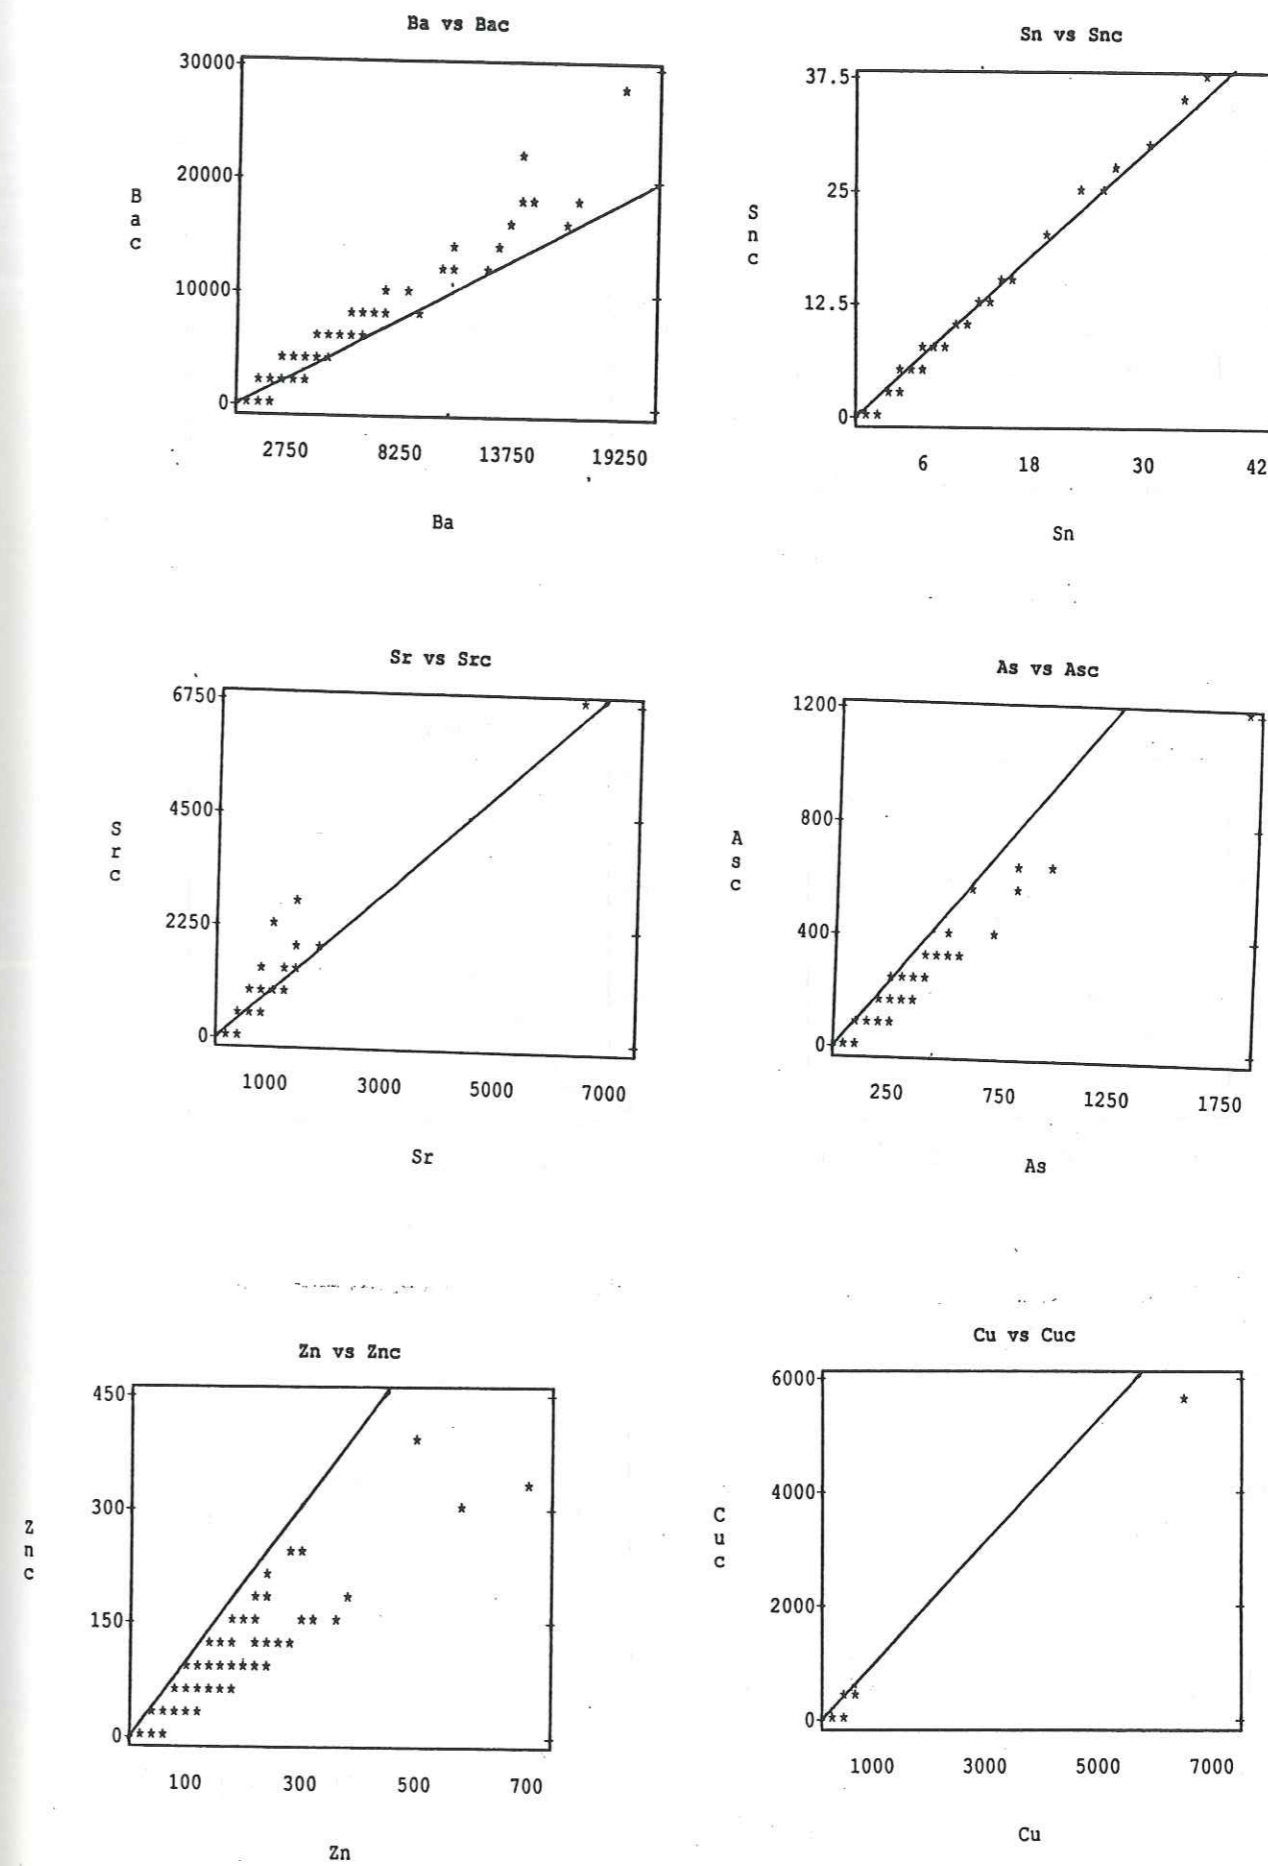 Ba vs Bac
30000
20000
10000
0
B
a
c
2750 8250 13750 19250
Ba
Sn vs Snc
37.5
25
12.5
0
S
n
c
6 18 30 42
Sn
Sr vs Src
6750
4500
2250
0
S
r
c
1000 3000 5000 7000
Sr
As vs Asc
1200
800
400
0
A
s
c
250 750 1250 1750
As
Zn vs Znc
450
300
150
0
Z
n
c
100 300 500 700
Zn
Cu vs Cuc
6000
4000
2000
0
C
u
c
1000 3000 5000 7000
Cu